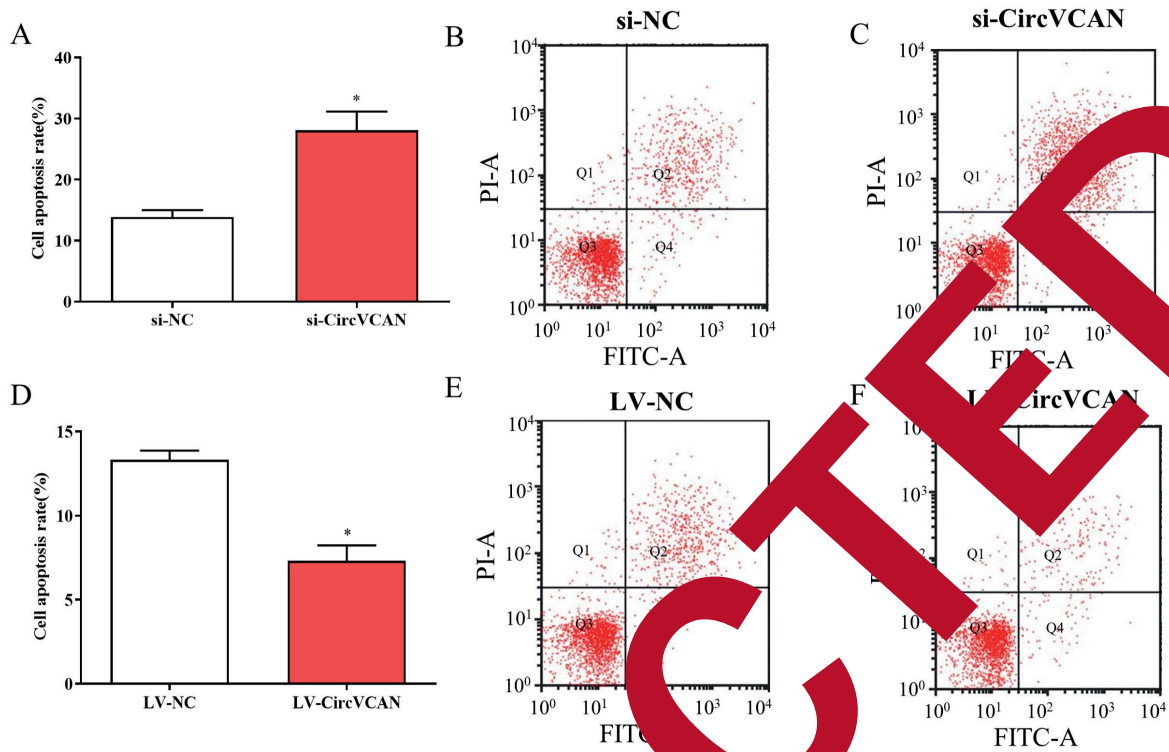 A
Cell apoptosis rate(%)
40
30
20
10
0
*
si-NC
si-CircVCAN
B
si-NC
PI-A
10⁴
10³
10²
10¹
10⁰
Q1
Q2
Q3
Q4
10⁰ 10¹ 10² 10³ 10⁴
FITC-A
C
si-CircVCAN
PI-A
10⁴
10³
10²
10¹
10⁰
Q1
Q3
10¹ 10² 10³
D
Cell apoptosis rate(%)
15
10
5
0
*
LV-NC
LV-CircVCAN
E
LV-NC
PI-A
10⁴
10³
10²
10¹
10⁰
Q1
Q2
Q3
10⁰ 10¹ 10³ 10⁴
F
10³
10⁰
Q1
Q2
Q3
Q4
10⁰ 10¹ 10² 10³ 10⁴
FITC-A
CTED